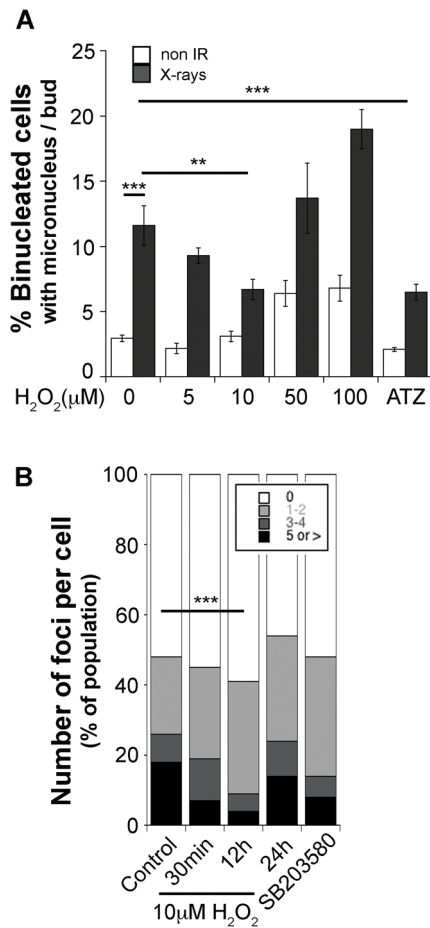 A
% Binucleated cells
with micronucleus / bud
25
20
15
10
5
0
non IR
X-rays
***
**
***
H₂O₂(μM) 0 5 10 50 100 ATZ
B
Number of foci per cell
(% of population)
100
80
60
40
20
0
0
1-2
3-4
5 or >
***
Control 30min 12h 24h SB203580
10μM H₂O₂